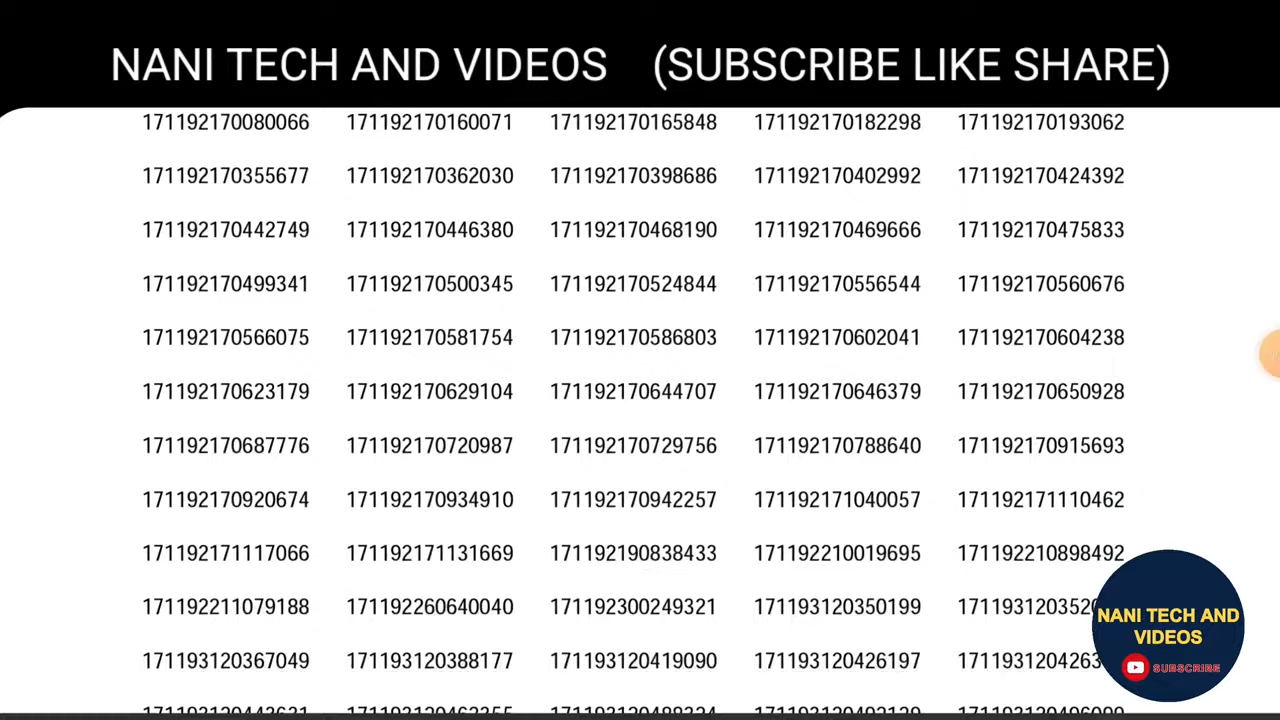 NANI TECH AND VIDEOS (SUBSCRIBE LIKE SHARE)
171192170080066 171192170160071 171192170165848 171192170182298 171192170193062
171192170355677 171192170362030 171192170398686 171192170402992 171192170424392
171192170442749 171192170446380 171192170468190 171192170469666 171192170475833
171192170499341 171192170500345 171192170524844 171192170556544 171192170560676
171192170566075 171192170581754 171192170586803 171192170602041 171192170604238
171192170623179 171192170629104 171192170644707 171192170646379 171192170650928
171192170687776 171192170720987 171192170729756 171192170788640 171192170915693
171192170920674 171192170934910 171192170942257 171192171040057 171192171110462
171192171117066 171192171131669 171192190838433 171192210019695 171192210898492
171192211079188 171192260640040 171192300249321 171193120350199
171193120367049 171193120388177 171193120419090 171193120426197
NANI TECH AND
VIDEOS
SUBSCRIBE